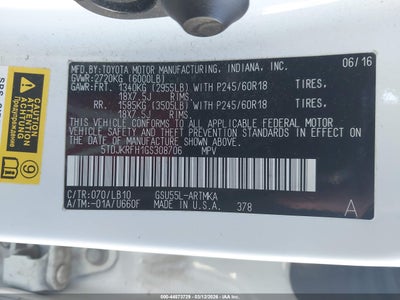 MFD. BY:TOYOTA MOTOR MANUFACTURING, INDIANA, INC. 06/16
GVWR:2720KG (6000LB)
GAWR:FRT. 1340KG (2955LB) WITH P245/60R18 TIRES,
18X7.5J RIMS
RR. 1585KG (3505LB) WITH P245/60R18 TIRES,
18X7.5J RIMS
THIS VEHICLE CONFORMS TO ALL APPLICABLE FEDERAL MOTOR
VEHICLE SAFETY AND THEFT PREVENTION STANDARDS IN EFFECT
ON THE DATE OF MANUFACTURE SHOWN ABOVE.
5TDJKRFH1GS308706 MPV
C/TR:070/LB10 GSU55L-ARTMKA
A/TM:-01A/U660F MADE IN U.S.A. 378 A
000-44073729 - 03/12/2026 - IAA